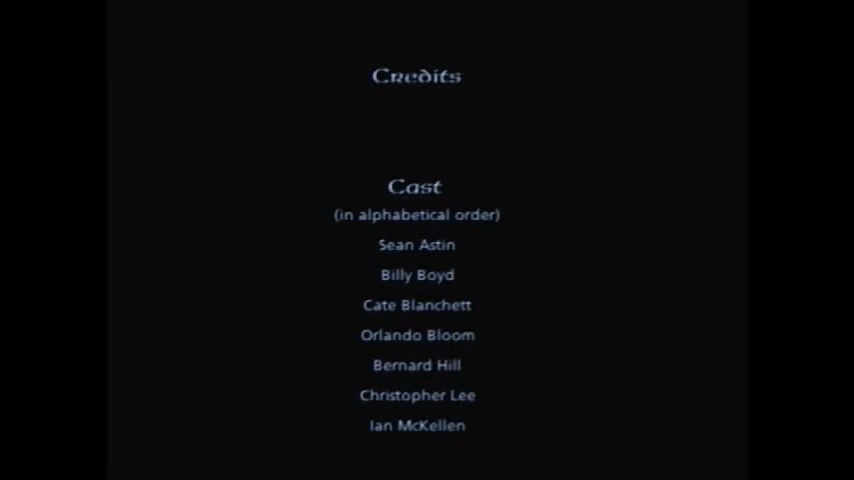 Credits
Cast
(in alphabetical order)
Sean Astin
Billy Boyd
Cate Blanchett
Orlando Bloom
Bernard Hill
Christopher Lee
Ian McKellen